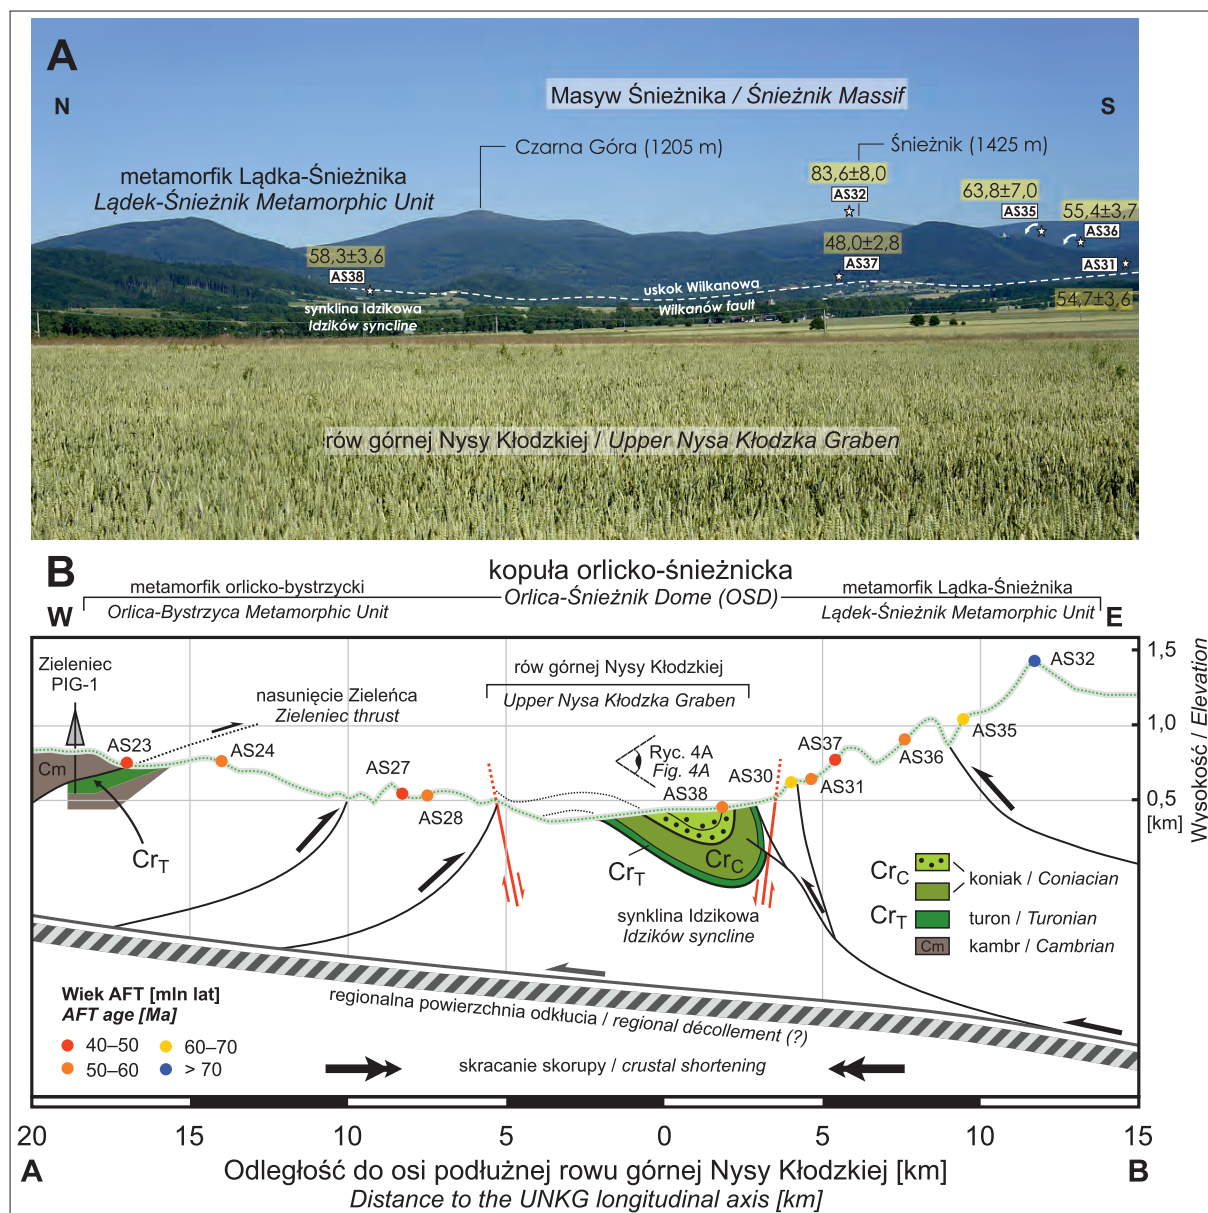 A
N
S
Masyw Śnieżnika / Śnieżnik Massif
Czarna Góra (1205 m)
Śnieżnik (1425 m)
metamorfik Lądka-Śnieżnika
Lądek-Śnieżnik Metamorphic Unit
83,6±8,0
AS32
63,8±7,0
AS35
55,4±3,7
AS36
58,3±3,6
AS38
48,0±2,8
AS37
AS31
54,7±3,6
uskok Wilkanowa
Wilkanów fault
synklina Idzikowa
Idzików syncline
rów górnej Nysy Kłodzkiej / Upper Nysa Kłodzka Graben
B
kopuła orlicko-śnieżnicka
Orlica-Śnieżnik Dome (OSD)
metamorfik orlicko-bystrzycki
Orlica-Bystrzyca Metamorphic Unit
metamorfik Lądka-Śnieżnika
Lądek-Śnieżnik Metamorphic Unit
W
E
Zieleniec
PIG-1
nasunięcie Zieleńca
Zieleniec thrust
rów górnej Nysy Kłodzkiej
Upper Nysa Kłodzka Graben
AS23
AS24
AS27
AS28
Ryc. 4A
Fig. 4A
AS38
AS30
AS37
AS31
AS36
AS35
AS32
1,5
1,0
0,5
[km]
Wysokość / Elevation
Cm
CrT
CrT
CrC
synklina Idzikowa
Idzików syncline
CrC
koniak / Coniacian
CrT
turon / Turonian
Cm
kambr / Cambrian
regionalna powierzchnia odkłucia / regional décollement (?)
Wiek AFT [mln lat]
AFT age [Ma]
40–50
60–70
50–60
> 70
skracanie skorupy / crustal shortening
20
15
10
5
0
5
10
15
A
B
Odległość do osi podłużnej rowu górnej Nysy Kłodzkiej [km]
Distance to the UNKG longitudinal axis [km]